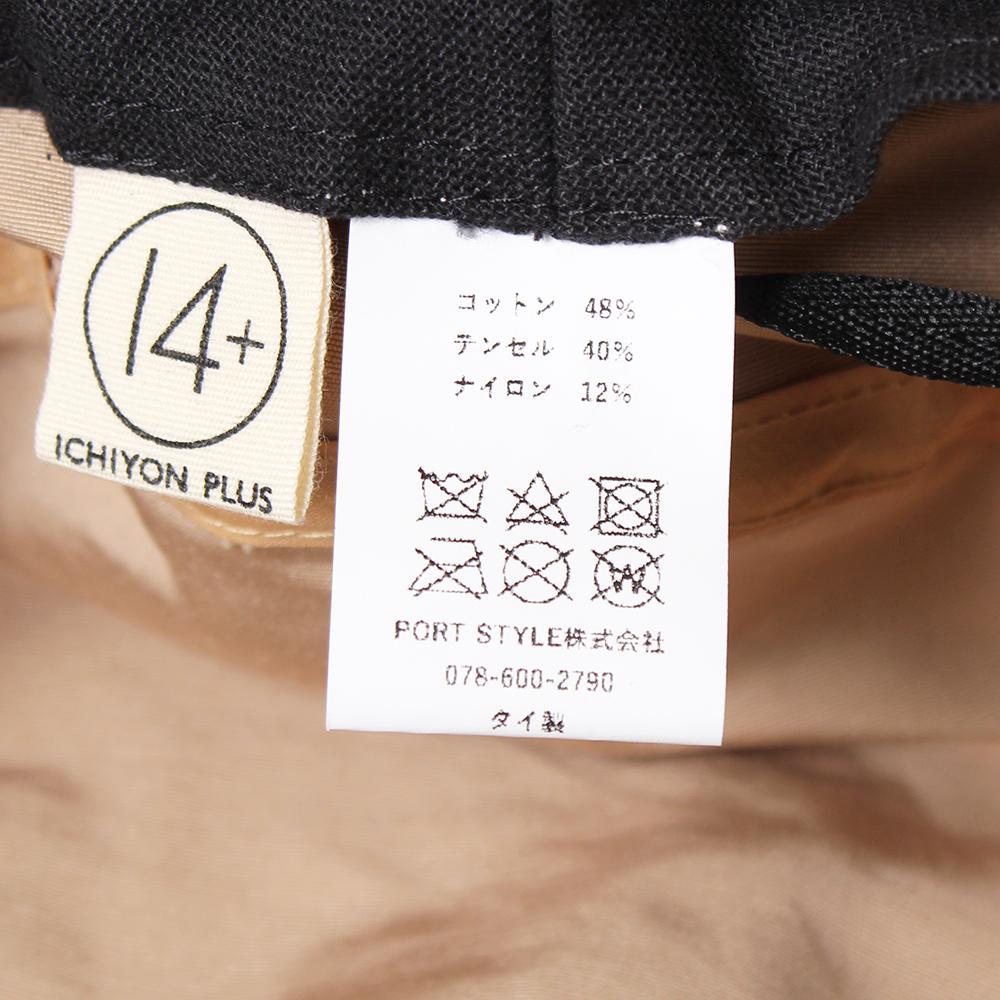 14+
ICHIYON PLUS
コットン 48%
テンセル 40%
ナイロン 12%
W
PORT STYLE株式会社
078-600-2790
タイ製